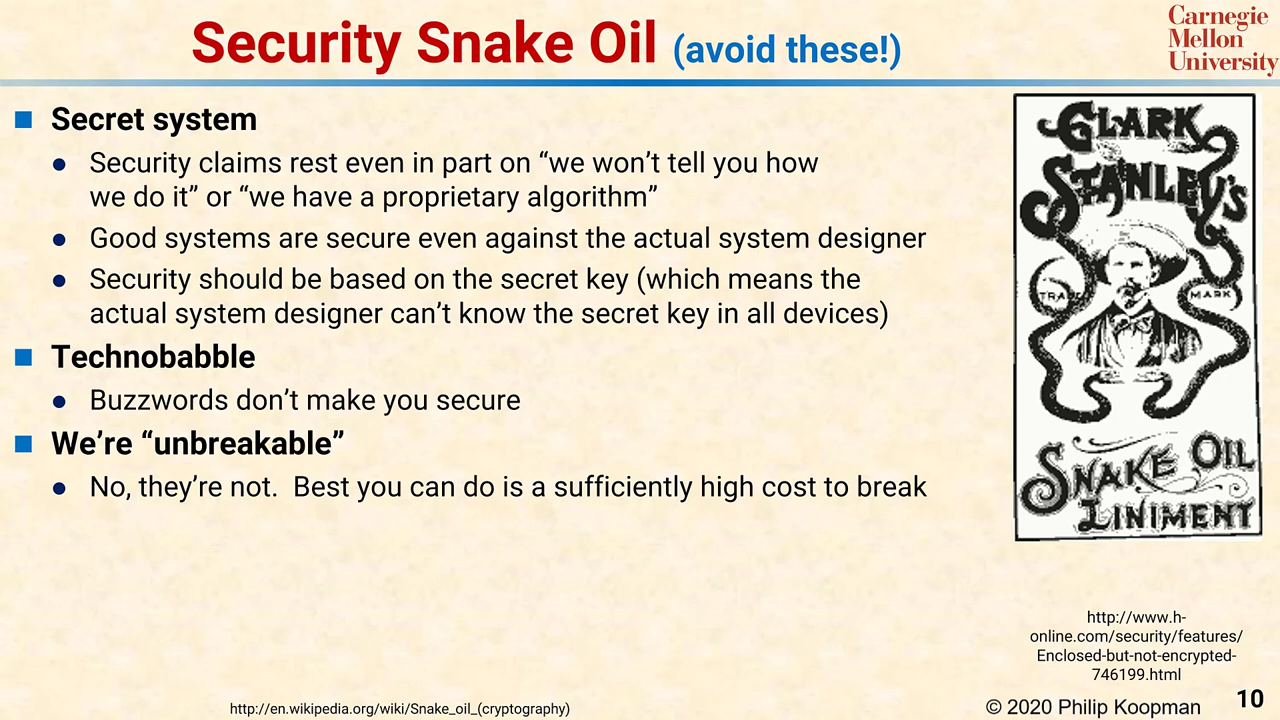 Security Snake Oil (avoid these!)
Carnegie
Mellon
University
Secret system
Security claims rest even in part on “we won’t tell you how
we do it” or “we have a proprietary algorithm”
Good systems are secure even against the actual system designer
Security should be based on the secret key (which means the
actual system designer can’t know the secret key in all devices)
Technobabble
Buzzwords don’t make you secure
We’re “unbreakable”
No, they’re not.  Best you can do is a sufficiently high cost to break
CLARK
STANLEY'S
TRADE MARK
SNAKE OIL
LINIMENT
http://www.h-
online.com/security/features/
Enclosed-but-not-encrypted-
746199.html
http://en.wikipedia.org/wiki/Snake_oil_(cryptography)
© 2020 Philip Koopman
10